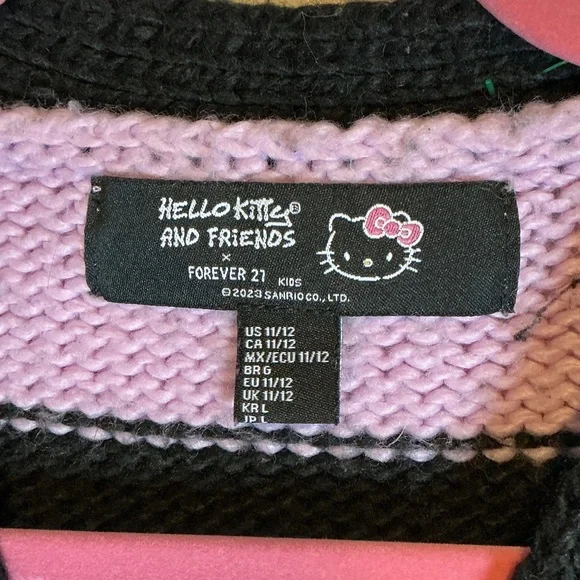 HELLO KITTY®
AND FRIENDS
×
FOREVER 21 KIDS
©2023 SANRIO CO., LTD.
US 11/12
CA 11/12
MX/ECU 11/12
BR 6
EU 11/12
UK 11/12
KR L
JP L